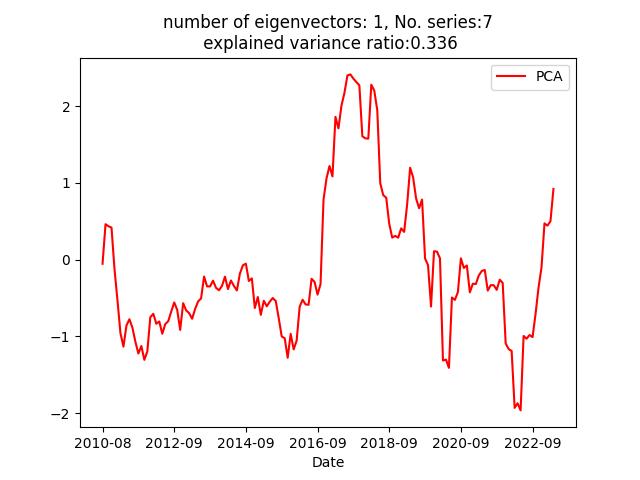 number of eigenvectors: 1, No. series:7
explained variance ratio:0.336
PCA
2
1
0
−1
−2
2010-08 2012-09 2014-09 2016-09 2018-09 2020-09 2022-09
Date